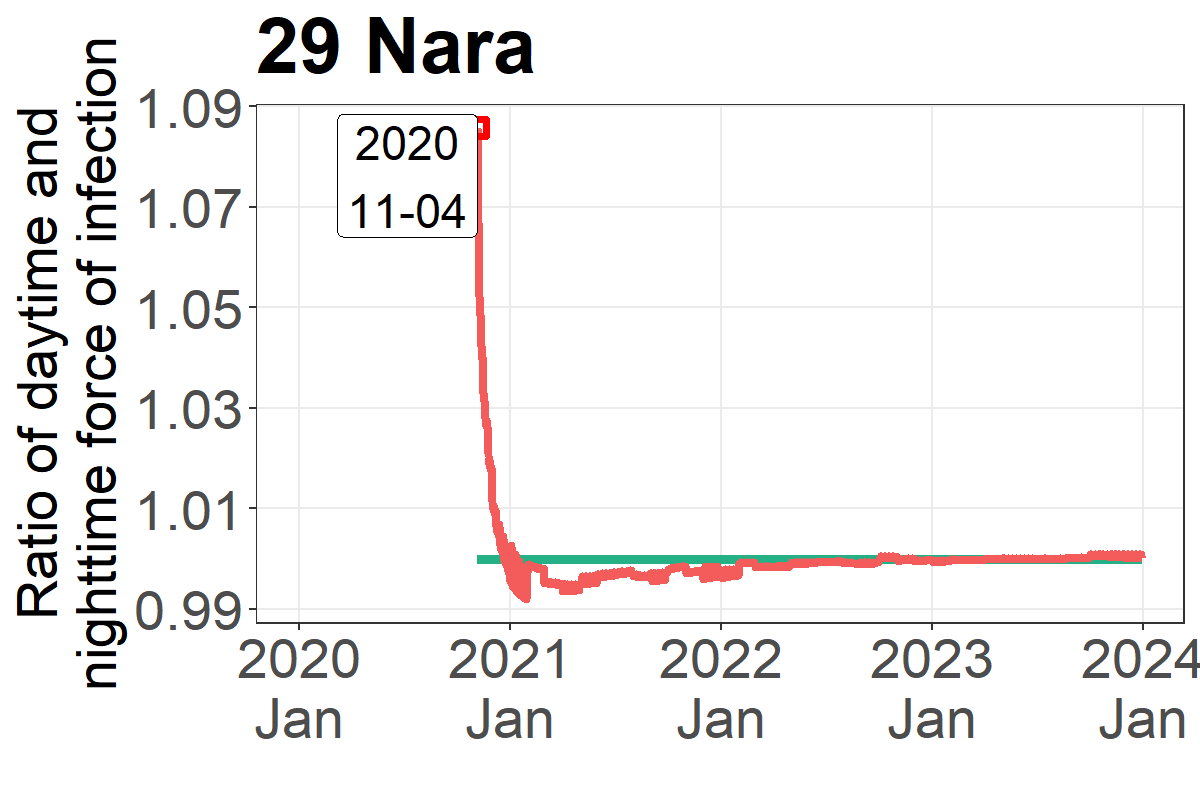 29 Nara
Ratio of daytime and
nighttime force of infection
1.09
1.07
1.05
1.03
1.01
0.99
2020
11-04
2020
Jan
2021
Jan
2022
Jan
2023
Jan
2024
Jan